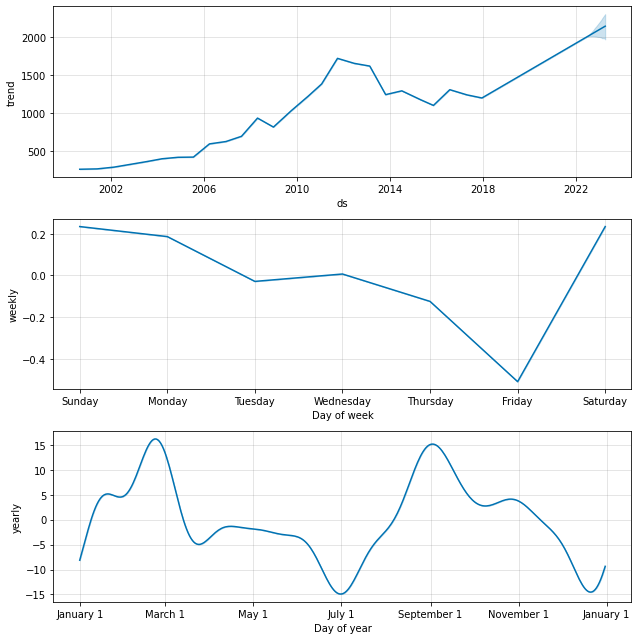 2000
1500
1000
500
trend
2002 2006 2010 2014 2018 2022
ds
0.2
0.0
−0.2
−0.4
weekly
Sunday Monday Tuesday Wednesday Thursday Friday Saturday
Day of week
15
10
5
0
−5
−10
−15
yearly
January 1 March 1 May 1 July 1 September 1 November 1 January 1
Day of year